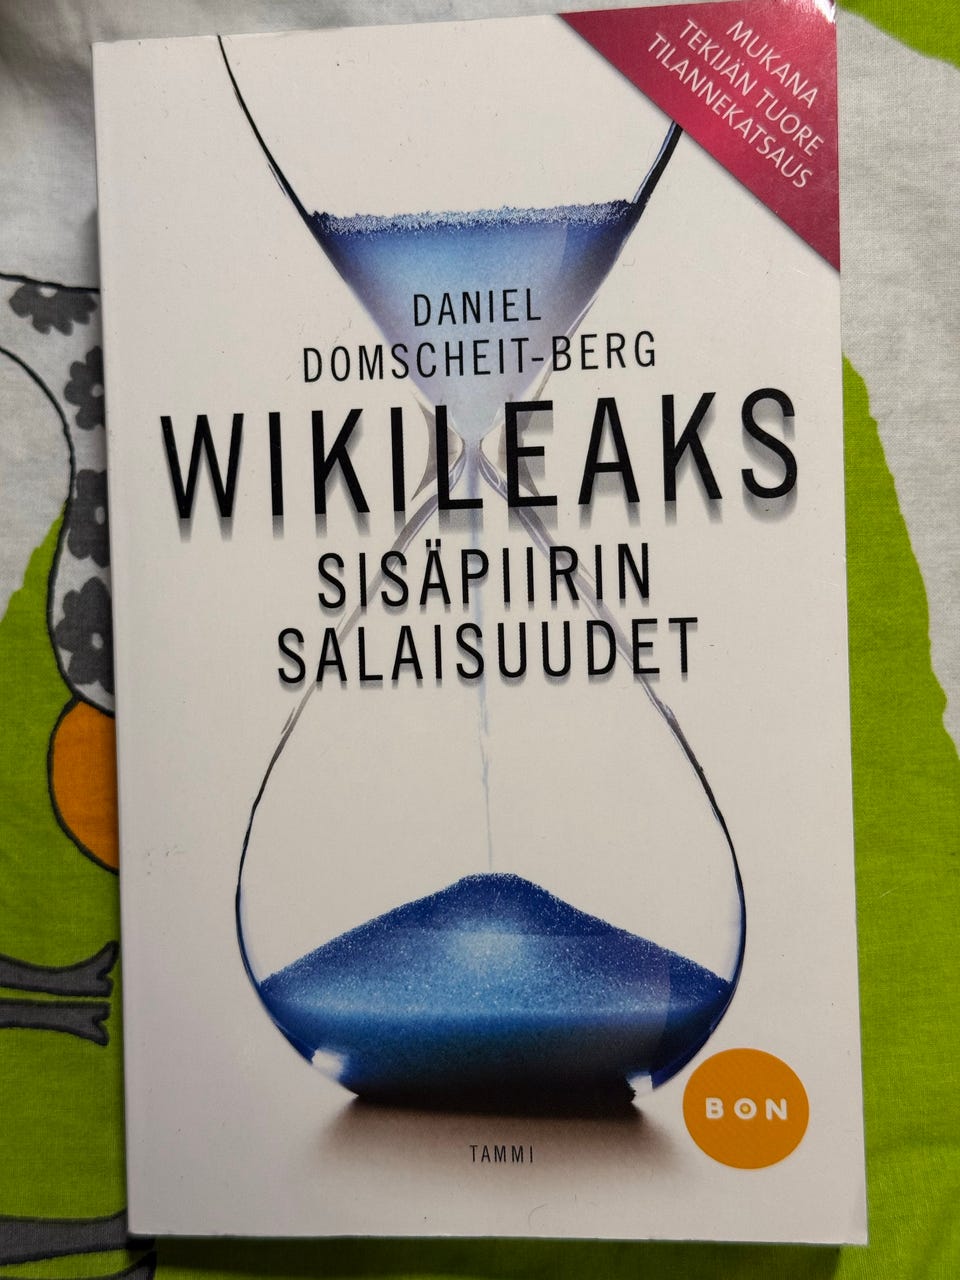 MUKANA
TEKIJÄN TUORE
TILANNEKATSAUS
DANIEL
DOMSCHEIT-BERG
WIKILEAKS
SISÄPIIRIN
SALAISUUDET
BON
TAMMI